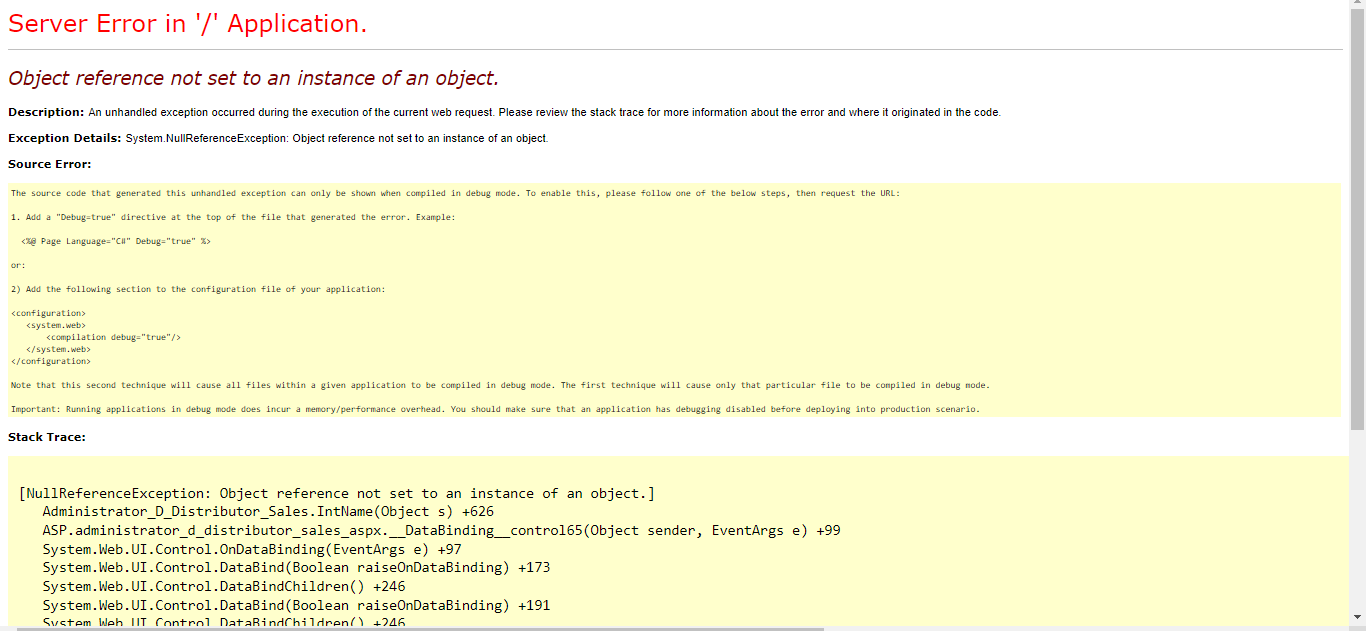 Server Error in '/' Application.
Object reference not set to an instance of an object.
Description: An unhandled exception occurred during the execution of the current web request. Please review the stack trace for more information about the error and where it originated in the code.
Exception Details: System.NullReferenceException: Object reference not set to an instance of an object.
Source Error:
The source code that generated this unhandled exception can only be shown when compiled in debug mode. To enable this, please follow one of the below steps, then request the URL:
1. Add a "Debug=true" directive at the top of the file that generated the error. Example:
<%@ Page Language="C#" Debug="true" %>
or:
2) Add the following section to the configuration file of your application:
<configuration>
<system.web>
<compilation debug="true"/>
</system.web>
</configuration>
Note that this second technique will cause all files within a given application to be compiled in debug mode. The first technique will cause only that particular file to be compiled in debug mode.
Important: Running applications in debug mode does incur a memory/performance overhead. You should make sure that an application has debugging disabled before deploying into production scenario.
Stack Trace:
[NullReferenceException: Object reference not set to an instance of an object.]
Administrator_D_Distributor_Sales.IntName(Object s) +626
ASP.administrator_d_distributor_sales_aspx.__DataBinding__control65(Object sender, EventArgs e) +99
System.Web.UI.Control.OnDataBinding(EventArgs e) +97
System.Web.UI.Control.DataBind(Boolean raiseOnDataBinding) +173
System.Web.UI.Control.DataBindChildren() +246
System.Web.UI.Control.DataBind(Boolean raiseOnDataBinding) +191
System.Web.UI.Control.DataBindChildren() +246